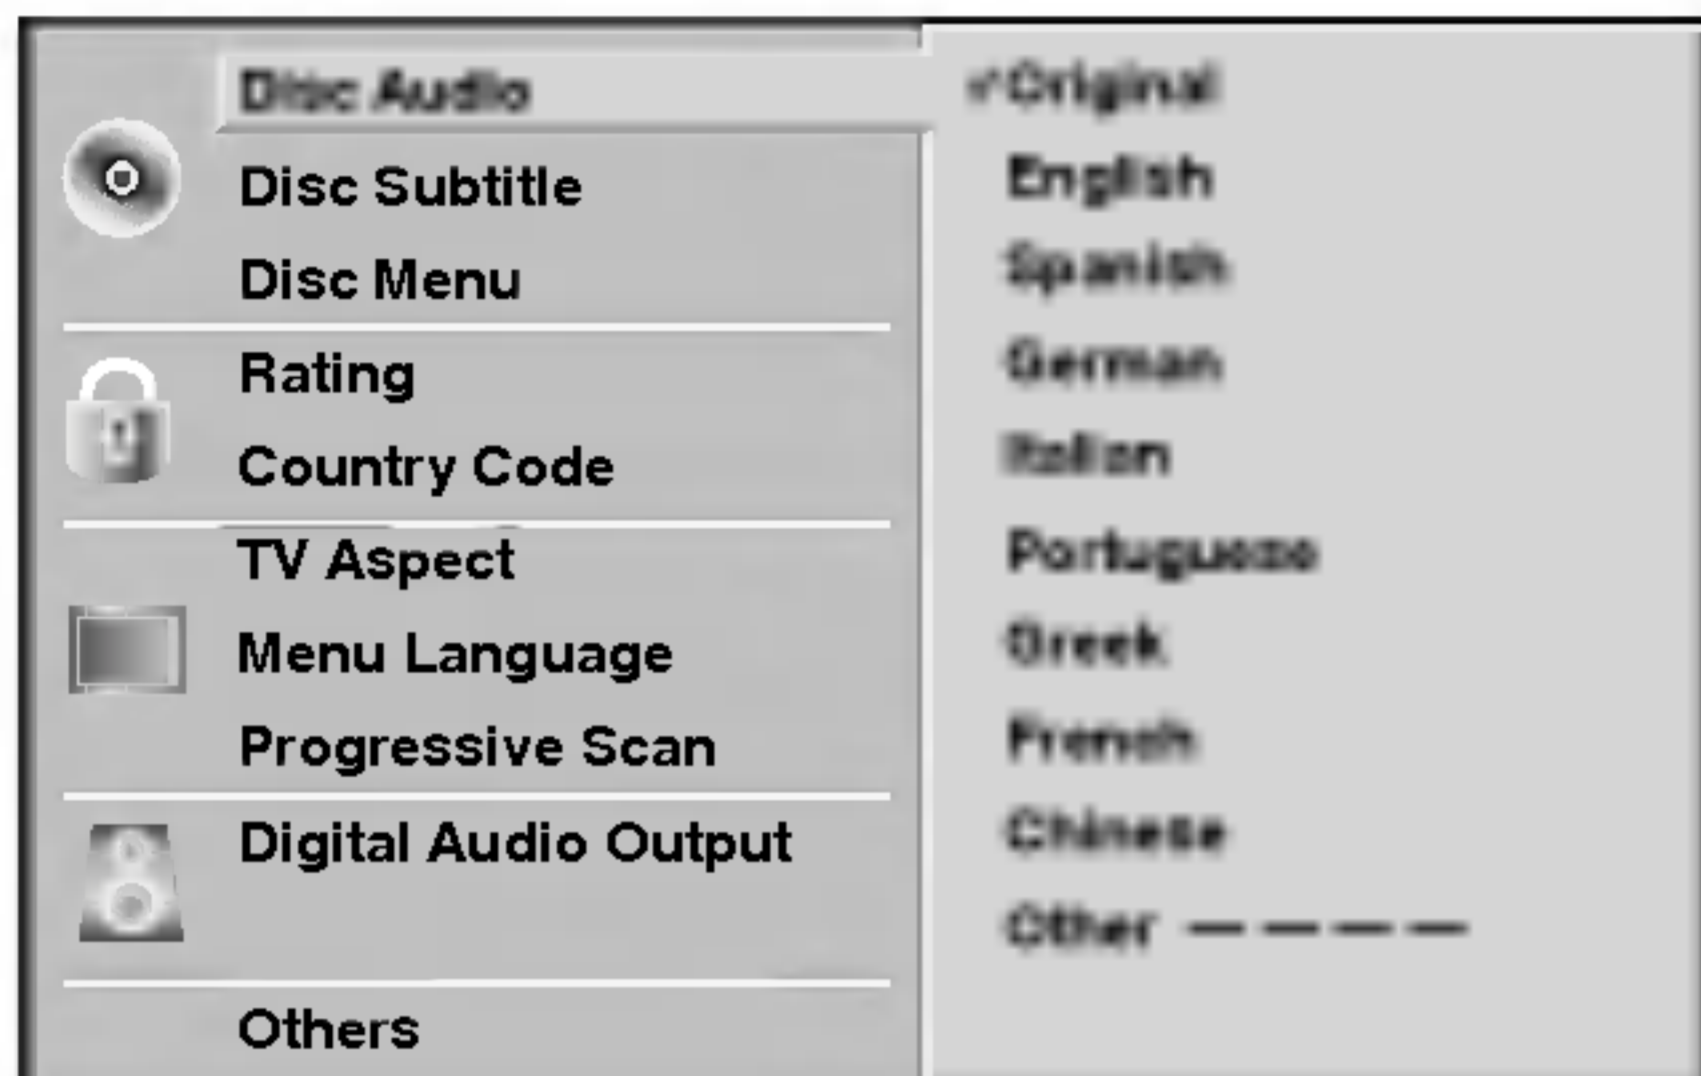 Disc Audio
Disc Subtitle
Disc Menu
Rating
Country Code
TV Aspect
Menu Language
Progressive Scan
Digital Audio Output
Others
✓Original
English
Spanish
German
Italian
Portuguese
Greek
French
Chinese
Other — — — —